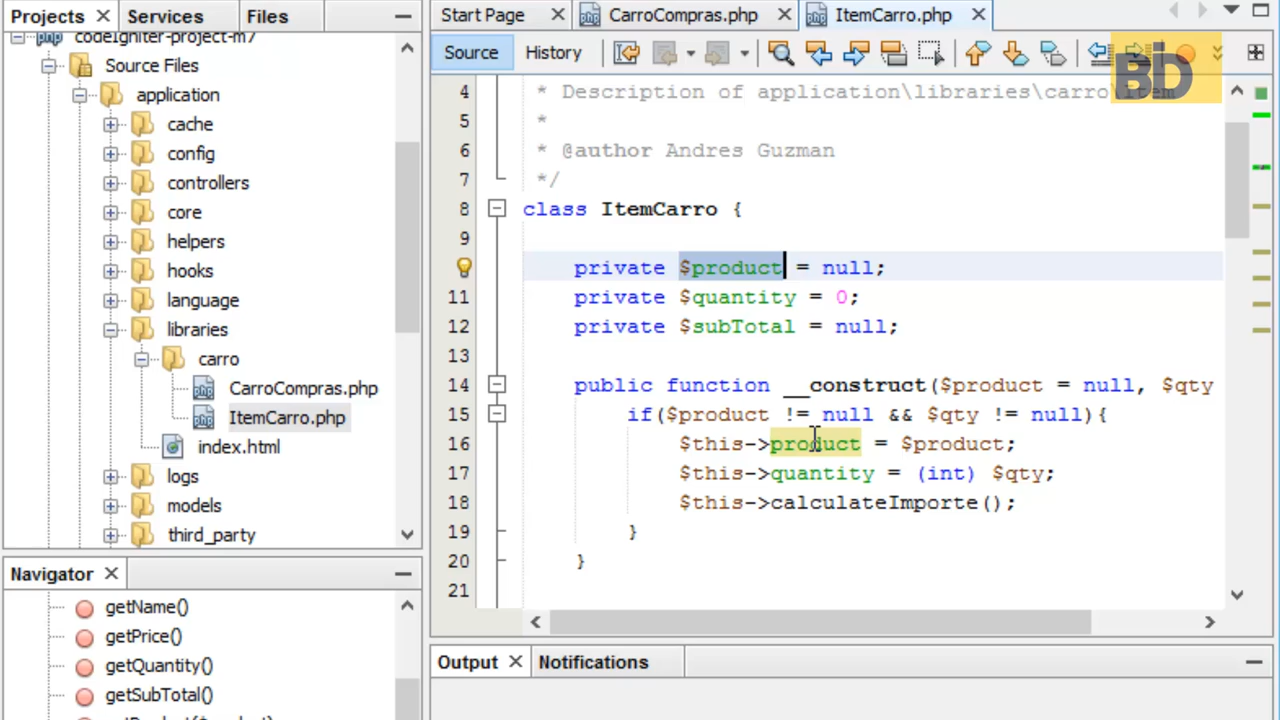 Projects
Services
Files
codeIgniter-project-m7
Source Files
application
cache
config
controllers
core
helpers
hooks
language
libraries
carro
CarroCompras.php
ItemCarro.php
index.html
logs
models
third_party
Navigator
getName()
getPrice()
getQuantity()
getSubTotal()
Start Page
CarroCompras.php
ItemCarro.php
Source
History
BiD
4 * Description of application\libraries\carro\Item
5 *
6 * @author Andres Guzman
7 */
8 class ItemCarro {
9
private $product = null;
11 private $quantity = 0;
12 private $subTotal = null;
13
14 public function __construct($product = null, $qty
15 if($product != null && $qty != null){
16 $this->product = $product;
17 $this->quantity = (int) $qty;
18 $this->calculateImporte();
19 }
20 }
21
Output
Notifications